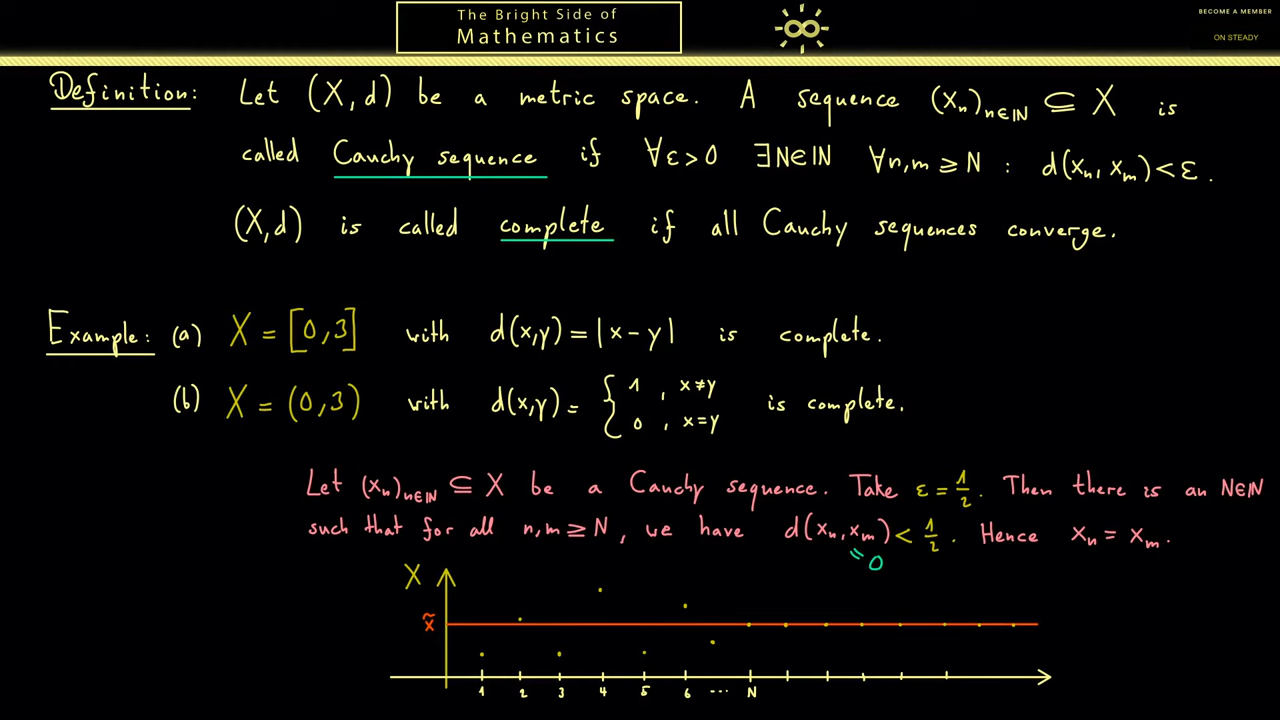 The Bright Side of
Mathematics
BECOME A MEMBER
ON STEADY
Definition: Let (X,d) be a metric space. A sequence (xₙ)ₙ∈ℕ ⊆ X is
called Cauchy sequence if ∀ε>0 ∃N∈ℕ ∀n,m ≥ N : d(xₙ, xₘ) < ε.
(X,d) is called complete if all Cauchy sequences converge.
Example: (a) X = [0,3] with d(x,y) = |x − y| is complete.
(b) X = (0,3) with d(x,y) = { 1 , x≠y
0 , x=y is complete.
Let (xₙ)ₙ∈ℕ ⊆ X be a Cauchy sequence. Take ε = 1/2. Then there is an N∈ℕ
such that for all n,m ≥ N, we have d(xₙ, xₘ) < 1/2. Hence xₙ = xₘ.
= 0
X
x̃
1 2 3 4 5 6 ... N